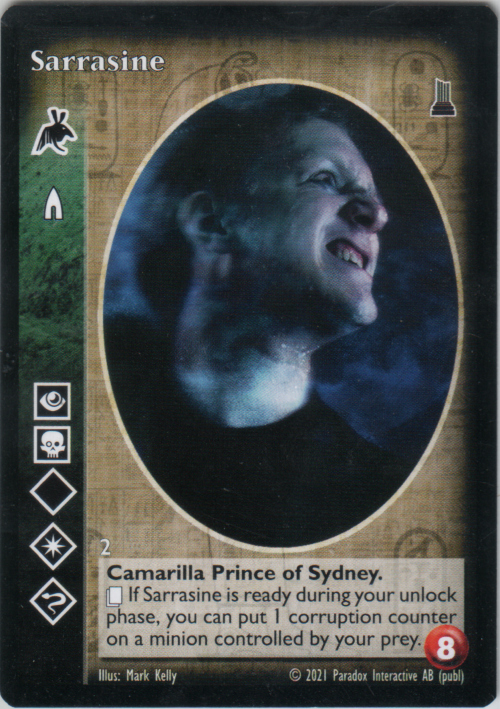 Sarrasine
2
Camarilla Prince of Sydney.
If Sarrasine is ready during your unlock
phase, you can put 1 corruption counter
on a minion controlled by your prey.
8
Illus: Mark Kelly © 2021 Paradox Interactive AB (publ)